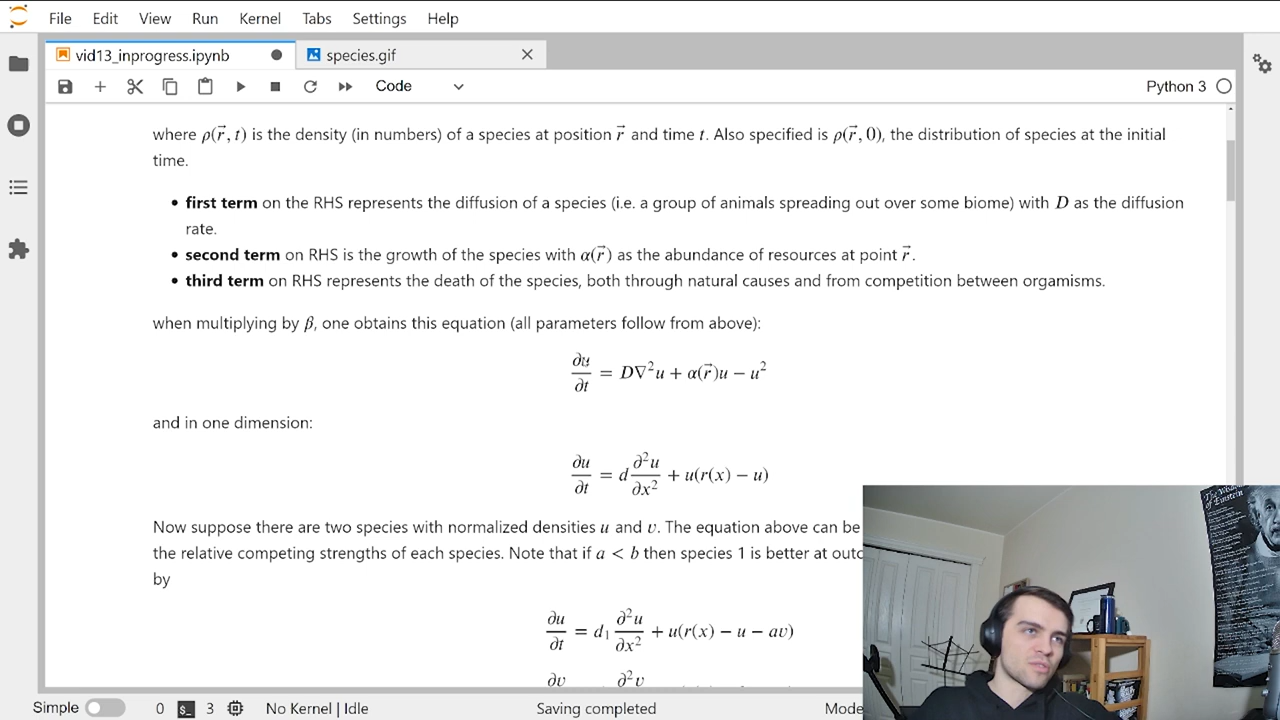 File Edit View Run Kernel Tabs Settings Help
vid13_inprogress.ipynb
species.gif
Code
Python 3
where ρ(r⃗, t) is the density (in numbers) of a species at position r⃗ and time t. Also specified is ρ(r⃗, 0), the distribution of species at the initial
time.
• first term on the RHS represents the diffusion of a species (i.e. a group of animals spreading out over some biome) with D as the diffusion
rate.
• second term on RHS is the growth of the species with α(r⃗) as the abundance of resources at point r⃗.
• third term on RHS represents the death of the species, both through natural causes and from competition between orgamisms.
when multiplying by β, one obtains this equation (all parameters follow from above):
∂u/∂t = D∇²u + α(r⃗)u − u²
and in one dimension:
∂u/∂t = d ∂²u/∂x² + u(r(x) − u)
Now suppose there are two species with normalized densities u and v. The equation above can be
the relative competing strengths of each species. Note that if a < b then species 1 is better at
by
∂u/∂t = d₁ ∂²u/∂x² + u(r(x) − u − av)
∂v ∂²v
The Wisdom
of Einstein
Simple 0 3 No Kernel | Idle Saving completed Mode